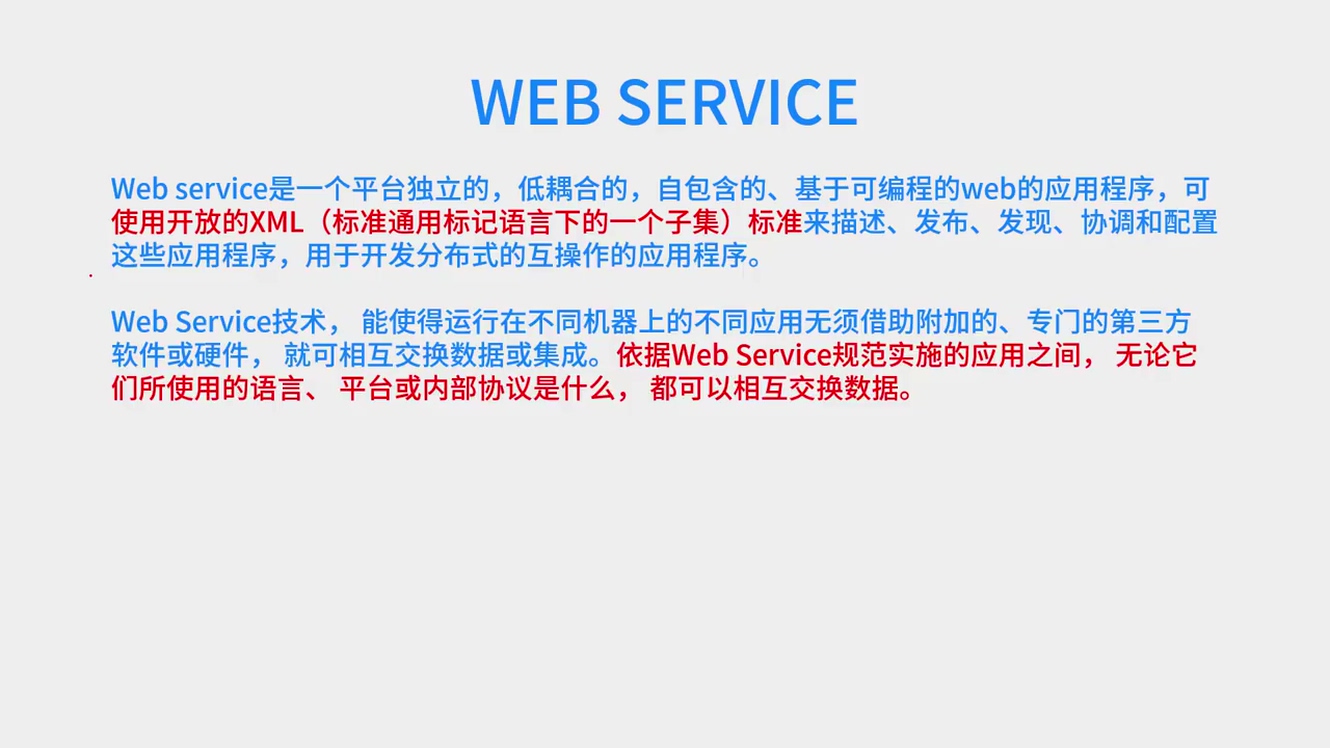 WEB SERVICE
Web service是一个平台独立的，低耦合的，自包含的、基于可编程的web的应用程序，可
使用开放的XML（标准通用标记语言下的一个子集）标准来描述、发布、发现、协调和配置
这些应用程序，用于开发分布式的互操作的应用程序。
Web Service技术， 能使得运行在不同机器上的不同应用无须借助附加的、专门的第三方
软件或硬件， 就可相互交换数据或集成。依据Web Service规范实施的应用之间， 无论它
们所使用的语言、 平台或内部协议是什么， 都可以相互交换数据。